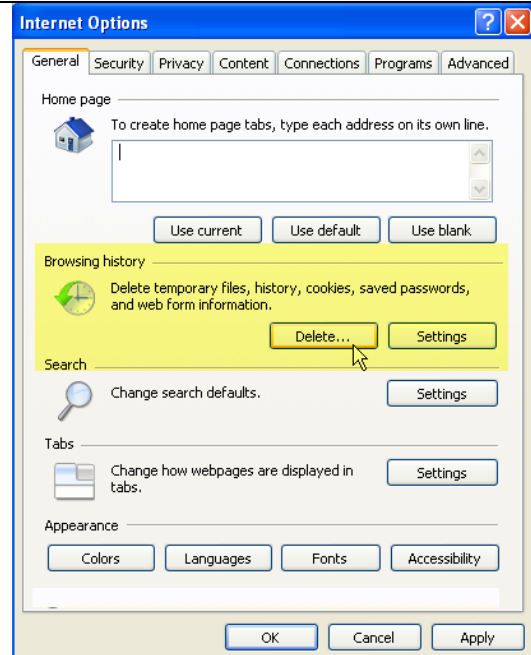 Internet Options
General Security Privacy Content Connections Programs Advanced
Home page
To create home page tabs, type each address on its own line.
Use current Use default Use blank
Browsing history
Delete temporary files, history, cookies, saved passwords,
and web form information.
Delete... Settings
Search
Change search defaults. Settings
Tabs
Change how webpages are displayed in
tabs.
Settings
Appearance
Colors Languages Fonts Accessibility
OK Cancel Apply